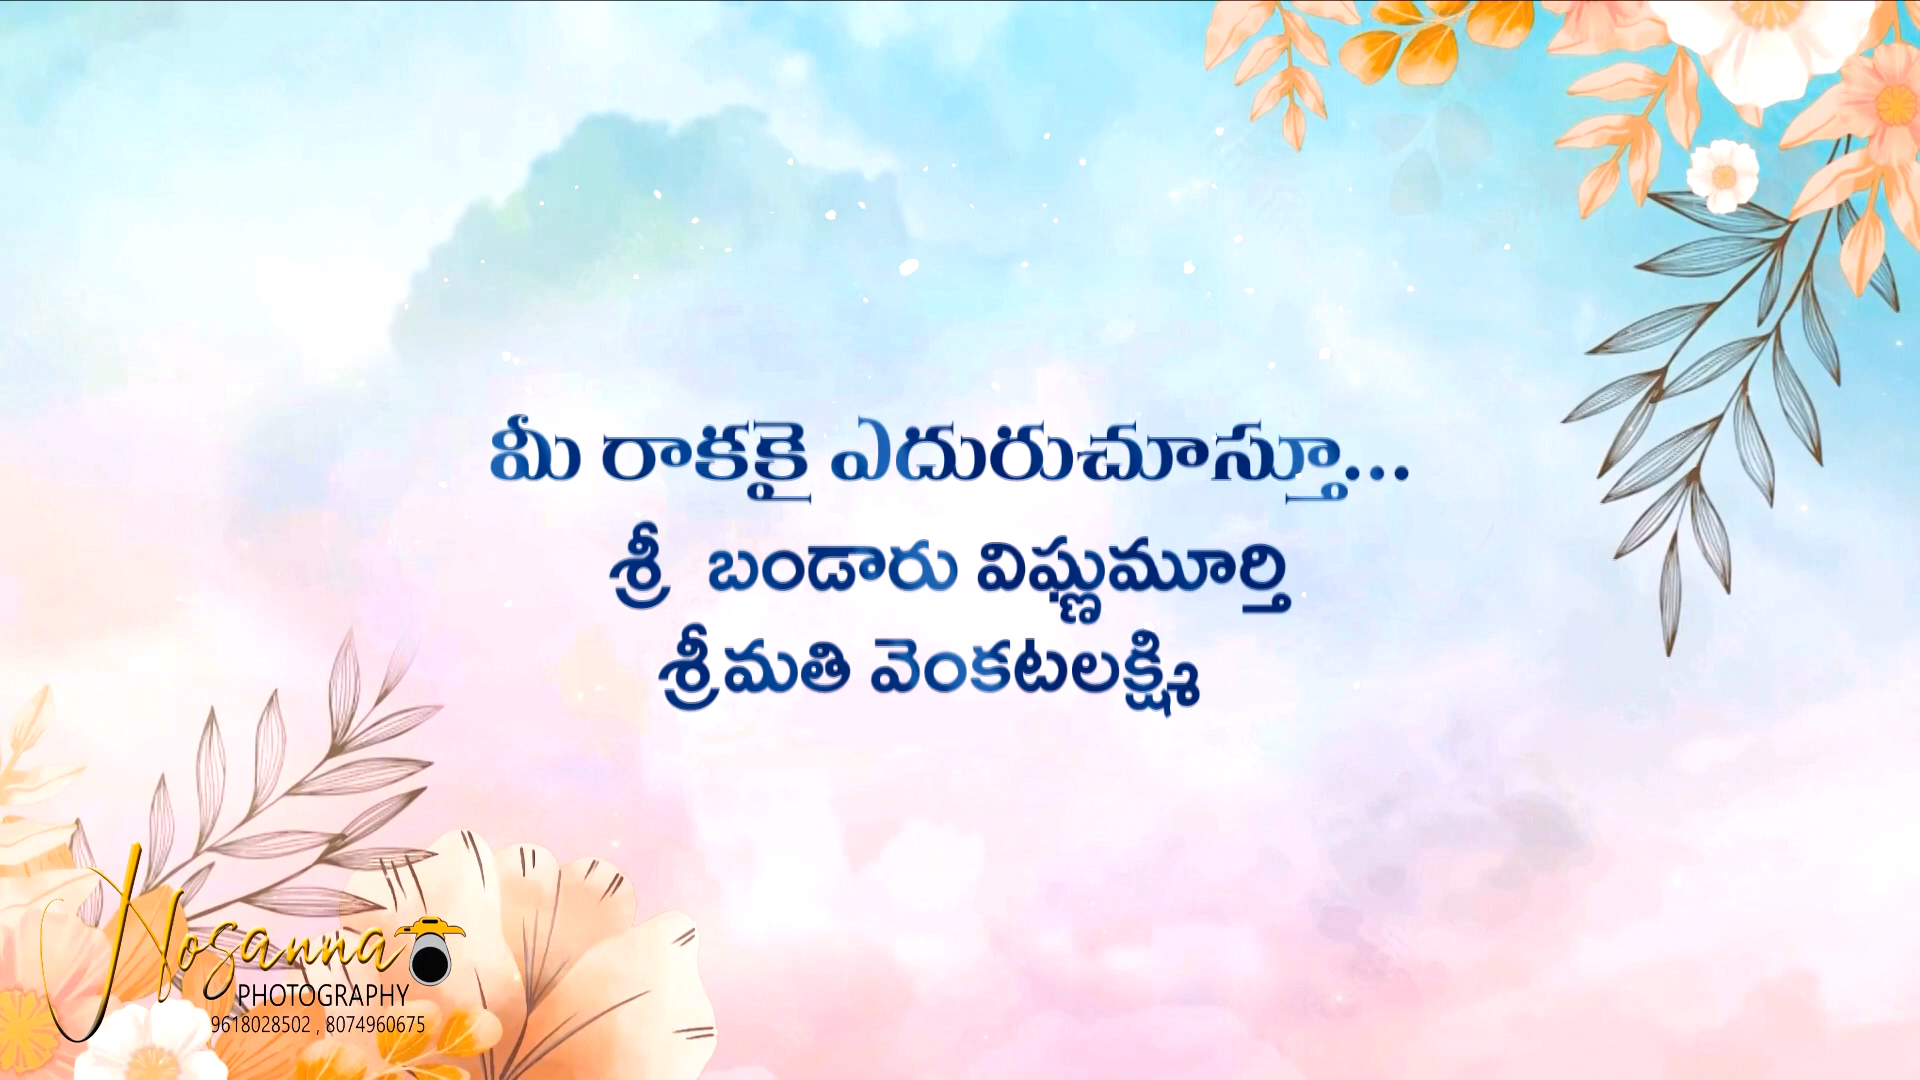 మీ రాకకై ఎదురుచూస్తూ...
శ్రీ బండారు విష్ణుమూర్తి
శ్రీమతి వెంకటలక్ష్మి
Hosanna
PHOTOGRAPHY
9618028502 , 8074960675